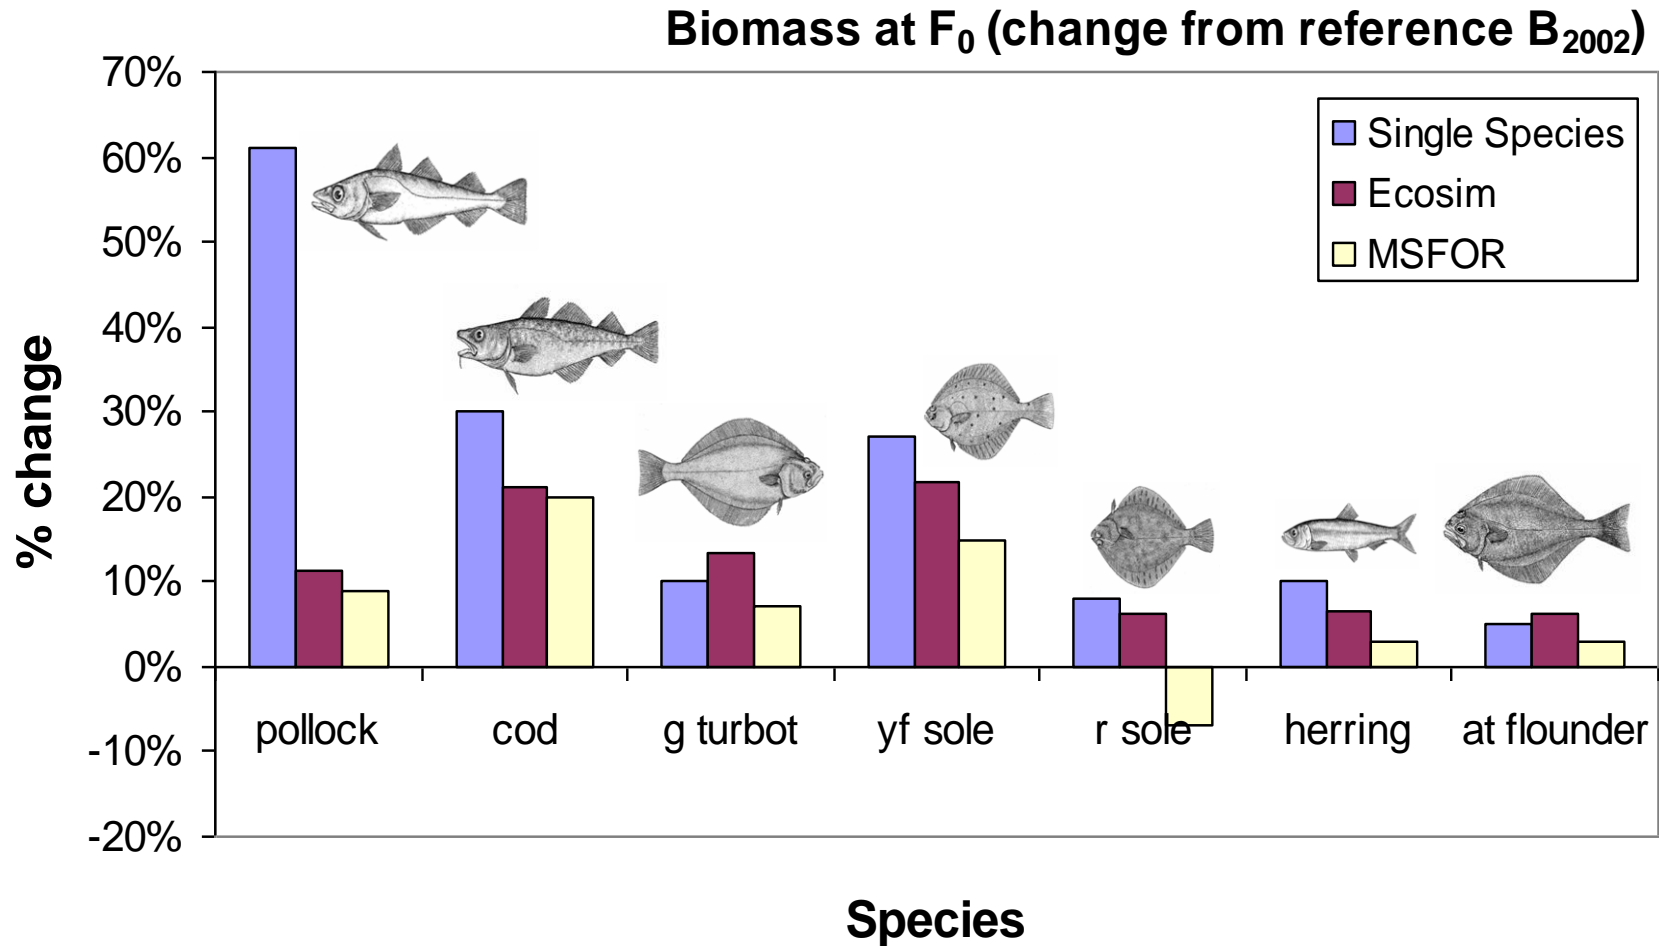 Biomass at F₀ (change from reference B₂₀₀₂)
70%
60%
50%
40%
30%
20%
10%
0%
-10%
-20%
% change
Single Species
Ecosim
MSFOR
pollock cod g turbot yf sole r sole herring at flounder
Species